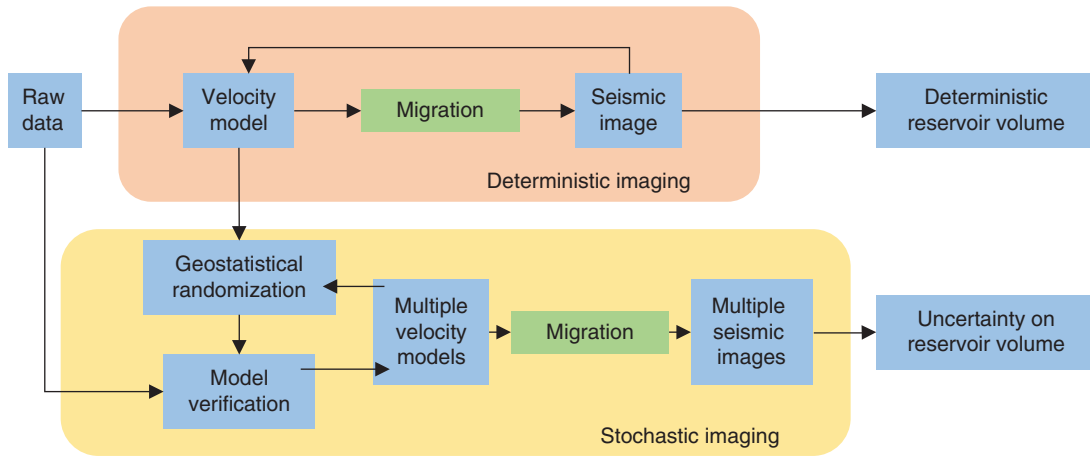 Raw
data
Velocity
model
Migration
Seismic
image
Deterministic
reservoir volume
Deterministic imaging
Geostatistical
randomization
Multiple
velocity
models
Migration
Multiple
seismic
images
Uncertainty on
reservoir volume
Model
verification
Stochastic imaging